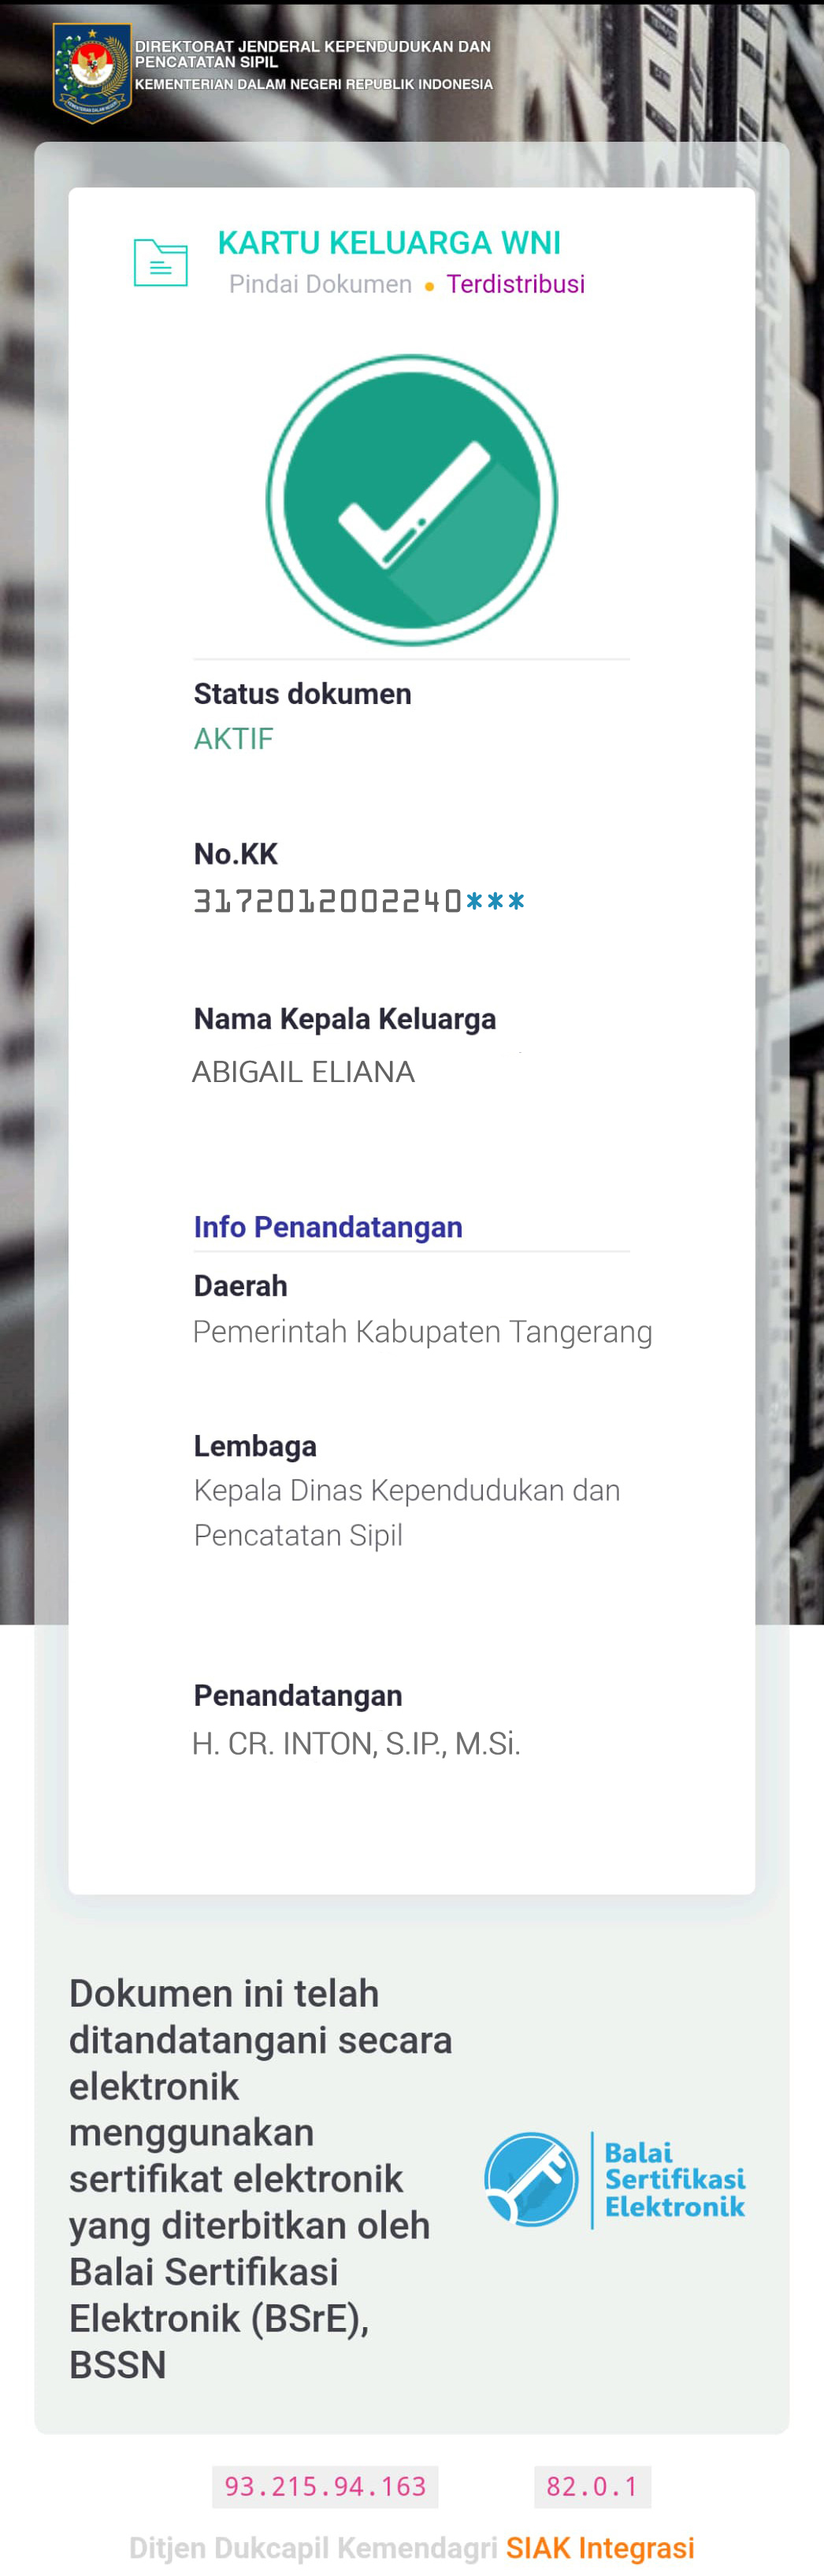 DIREKTORAT JENDERAL KEPENDUDUKAN DAN
PENCATATAN SIPIL
KEMENTERIAN DALAM NEGERI REPUBLIK INDONESIA
KARTU KELUARGA WNI
Pindai Dokumen • Terdistribusi
Status dokumen
AKTIF
No.KK
3172012002240***
Nama Kepala Keluarga
ABIGAIL ELIANA
Info Penandatangan
Daerah
Pemerintah Kabupaten Tangerang
Lembaga
Kepala Dinas Kependudukan dan
Pencatatan Sipil
Penandatangan
H. CR. INTON, S.IP., M.Si.
Dokumen ini telah
ditandatangani secara
elektronik
menggunakan
sertifikat elektronik
yang diterbitkan oleh
Balai Sertifikasi
Elektronik (BSrE),
BSSN
Balai
Sertifikasi
Elektronik
93.215.94.163 82.0.1
Ditjen Dukcapil Kemendagri SIAK Integrasi